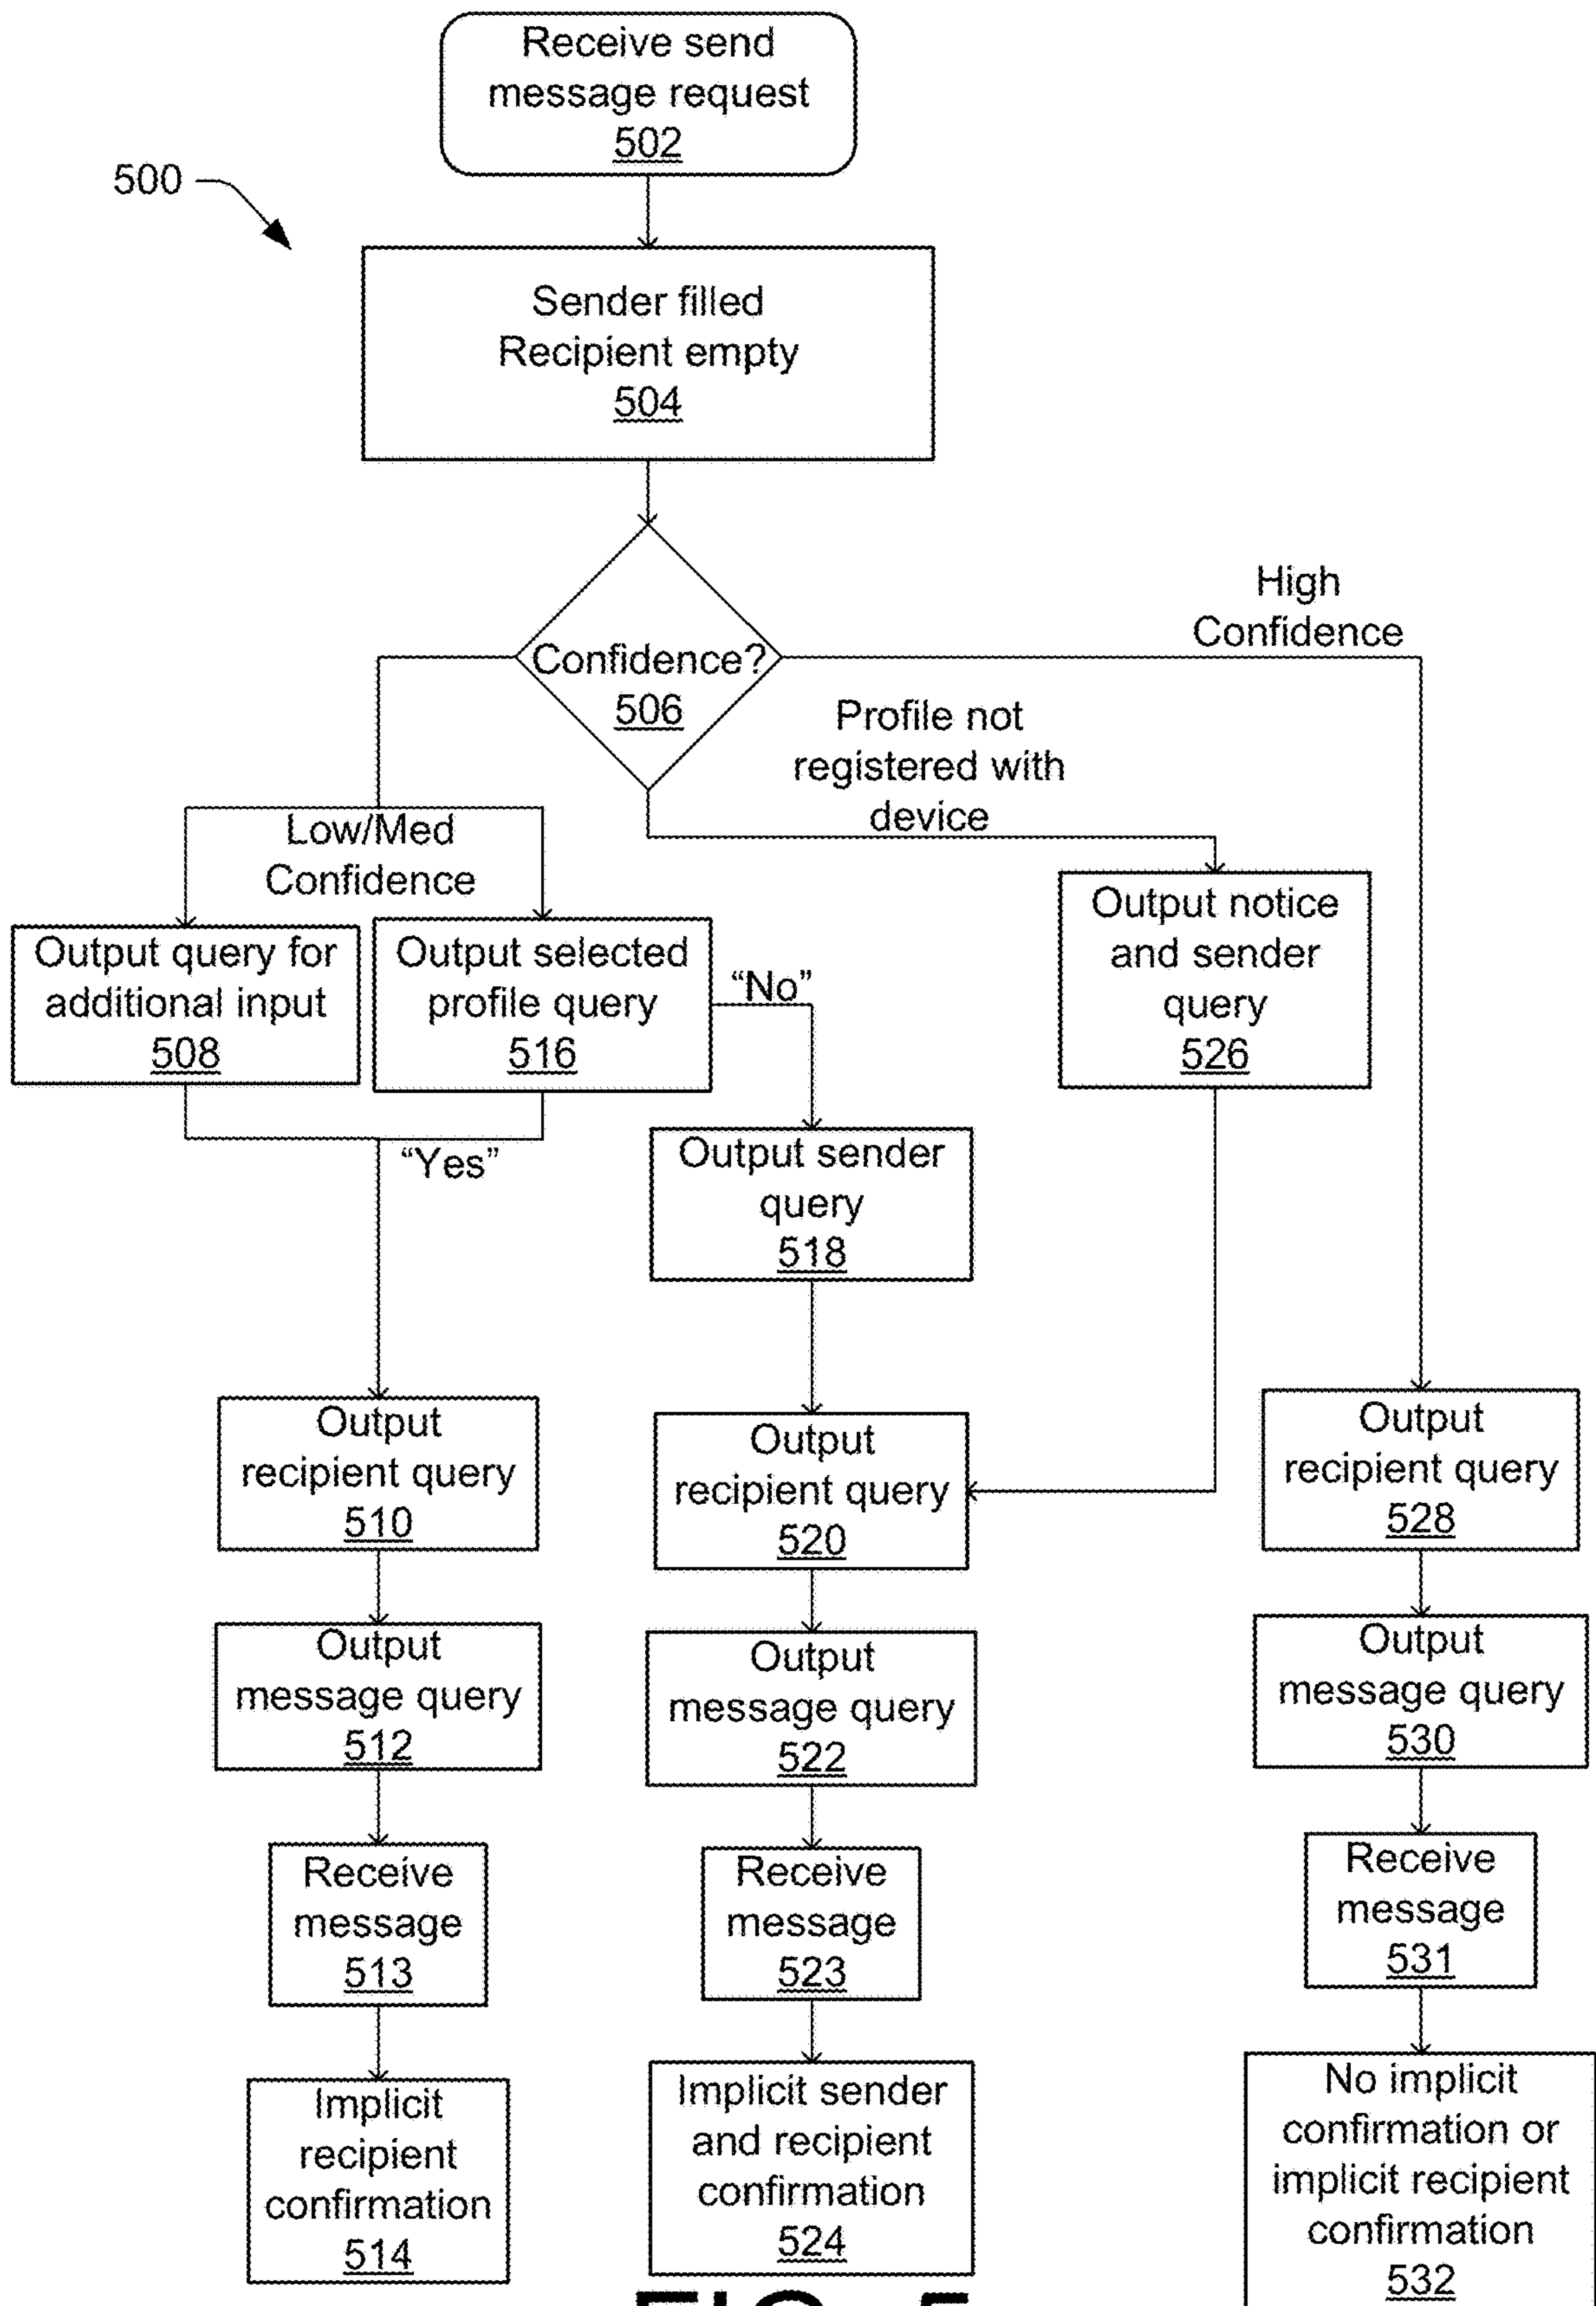 Receive send
message request
502
500
Sender filled
Recipient empty
504
Confidence?
506
High
Confidence
Profile not
registered with
device
Low/Med
Confidence
Output query for
additional input
508
Output selected
profile query
516
“No”
Output notice
and sender
query
526
“Yes”
Output sender
query
518
Output
recipient query
510
Output
recipient query
520
Output
recipient query
528
Output
message query
512
Output
message query
522
Output
message query
530
Receive
message
513
Receive
message
523
Receive
message
531
Implicit
recipient
confirmation
514
Implicit sender
and recipient
confirmation
524
No implicit
confirmation or
implicit recipient
confirmation
532
FIG. 5